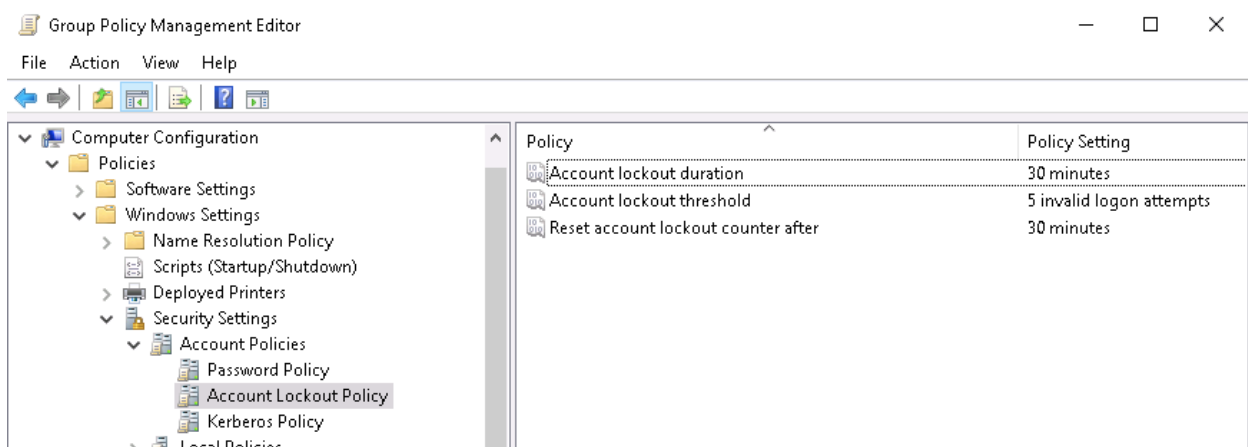 Group Policy Management Editor
File Action View Help
Computer Configuration
Policies
Software Settings
Windows Settings
Name Resolution Policy
Scripts (Startup/Shutdown)
Deployed Printers
Security Settings
Account Policies
Password Policy
Account Lockout Policy
Kerberos Policy
Local Policies
Policy Policy Setting
Account lockout duration 30 minutes
Account lockout threshold 5 invalid logon attempts
Reset account lockout counter after 30 minutes